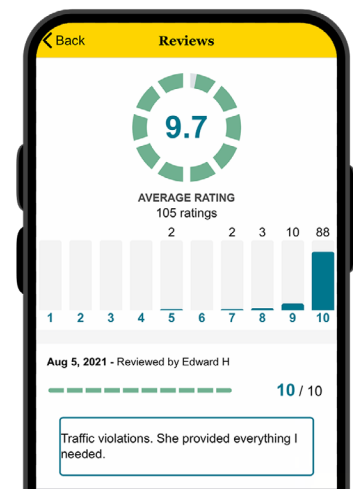 Back
Reviews
9.7
AVERAGE RATING
105 ratings
2 2 3 10 88
1 2 3 4 5 6 7 8 9 10
Aug 5, 2021 - Reviewed by Edward H
10 / 10
Traffic violations. She provided everything I
needed.